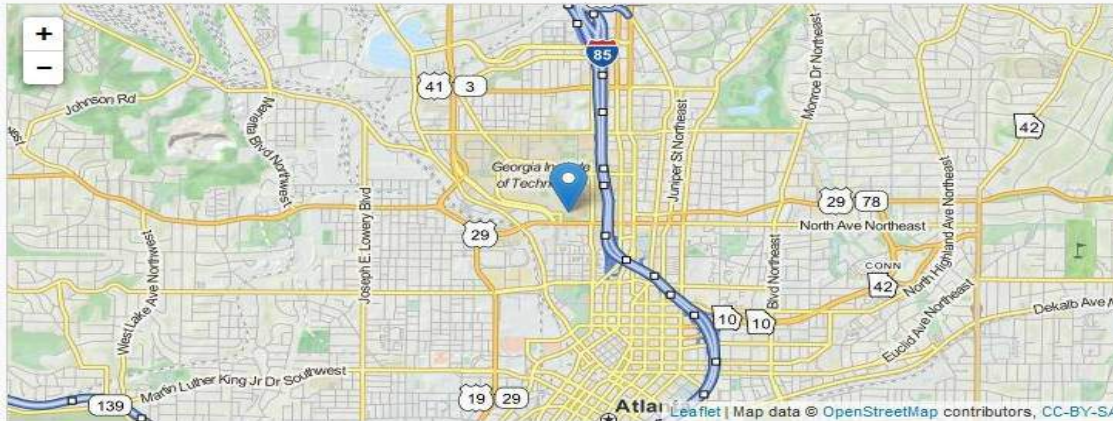 +
−
85
41 3
Johnson Rd
Marietta Blvd Northwest
Monroe Dr Northeast
42
Georgia In
of Techn
Juniper St Northeast
29 78
North Ave Northeast
29
Joseph E. Lowery Blvd
West Lake Ave Northwest
CONN
42
North Highland Ave Northeast
Blvd Northeast
10 10
Dekalb Ave
Euclid Ave Northeast
Martin Luther King Jr Dr Southwest
139
19 29
Atlan
Leaflet | Map data © OpenStreetMap contributors, CC-BY-SA